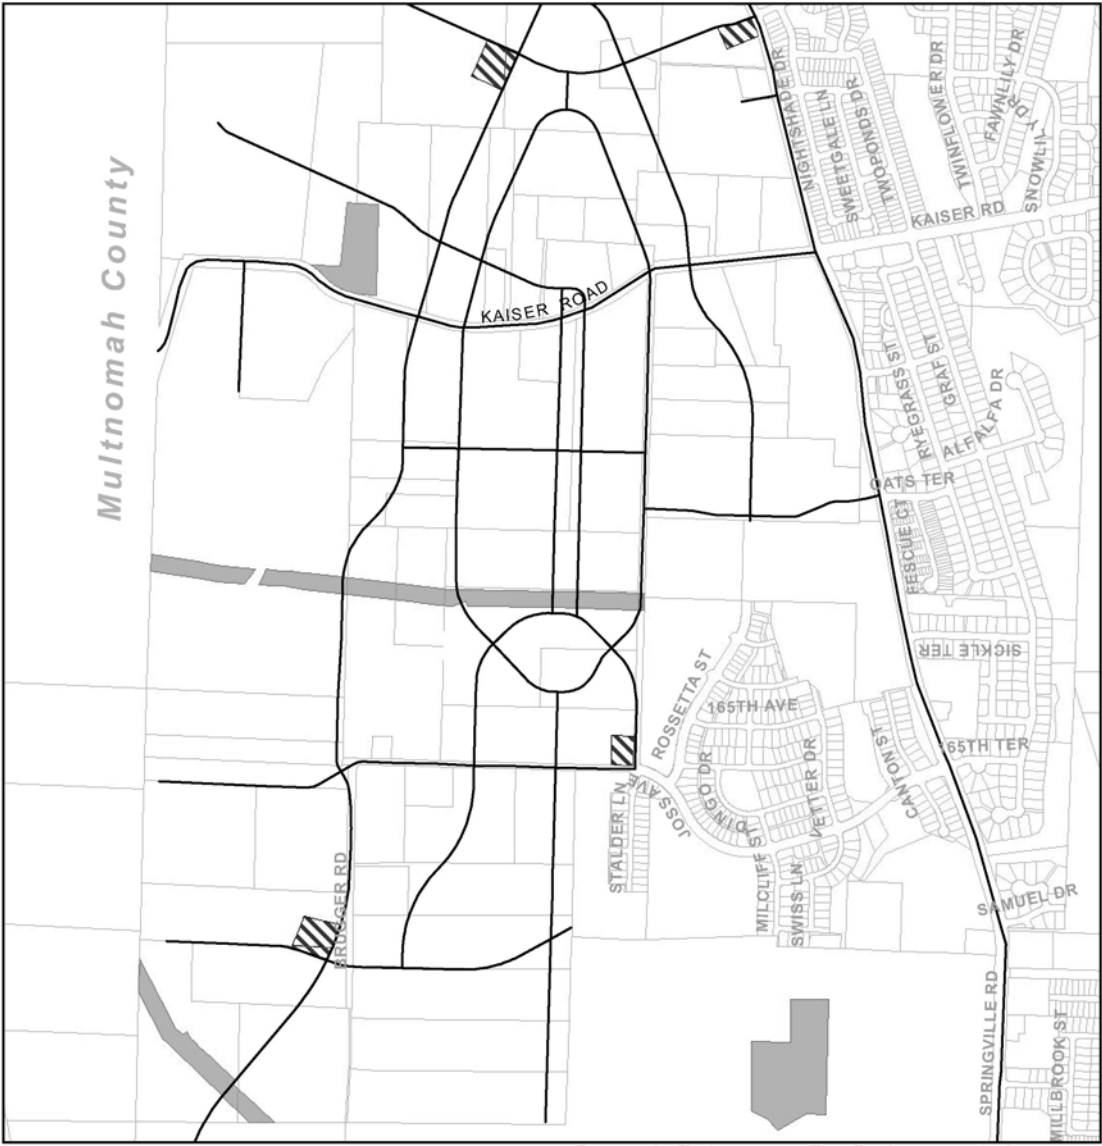 Multnomah County
NIGHTSHADE DR
SWEETGALE LN
TWOPONDS DR
TWINFLOWER DR
FAWNLILY DR
SNOWLILY DR
KAISER RD
KAISER ROAD
RYEGRASS ST
GRAF ST
ALFALFA DR
OATS TER
FESCUE CT
SICKLE TER
ROSSETTA ST
165TH AVE
165TH TER
CANTON ST
VETTER DR
DINGO DR
JOSS AVE
STALDER LN
MILCLIFF ST
SWISS LN
BRUGGER RD
SAMUEL DR
SPRINGVILLE RD
MILLBROOK ST